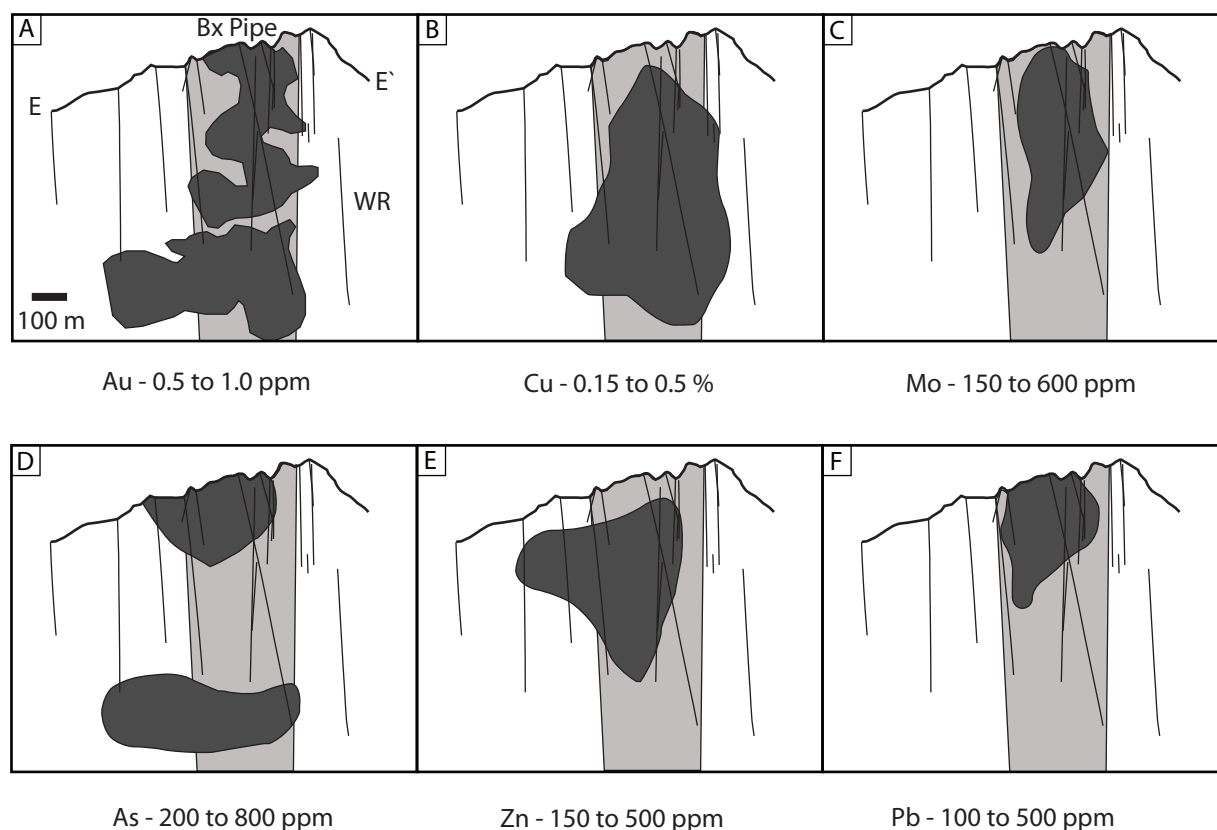 A
Bx Pipe
E
E`
WR
100 m
B
C
Au - 0.5 to 1.0 ppm
Cu - 0.15 to 0.5 %
Mo - 150 to 600 ppm
D
E
F
As - 200 to 800 ppm
Zn - 150 to 500 ppm
Pb - 100 to 500 ppm